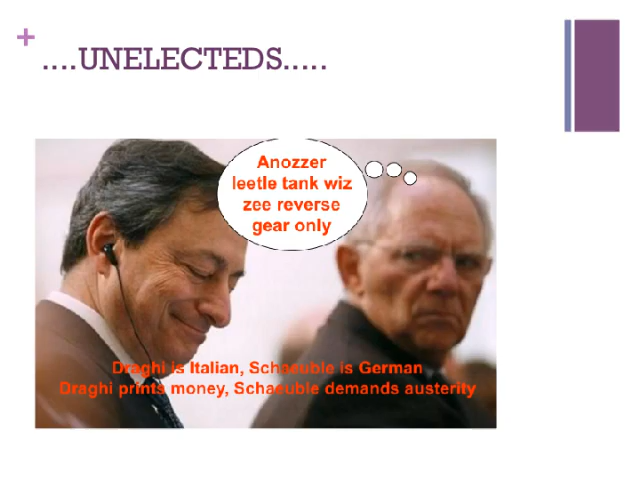 +
....UNELECTEDS.....
Anozzer
leetle tank wiz
zee reverse
gear only
Draghi is Italian, Schaeuble is German
Draghi prints money, Schaeuble demands austerity